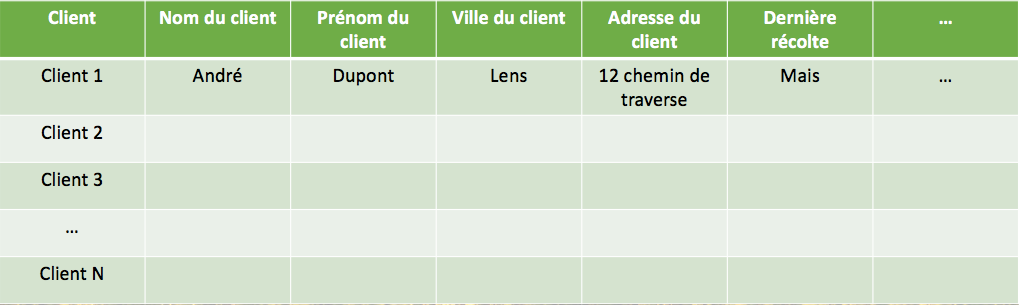 Client Nom du client Prénom du client Ville du client Adresse du client Dernière récolte ...
Client 1 André Dupont Lens 12 chemin de traverse Mais ...
Client 2
Client 3
...
Client N